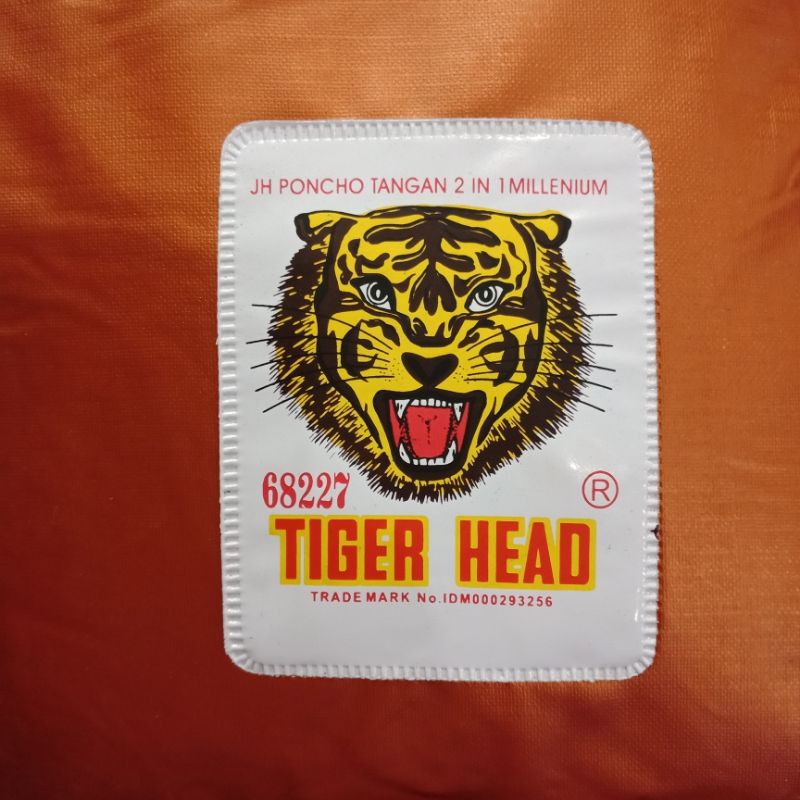 JH PONCHO TANGAN 2 IN 1 MILLENIUM
68227
®
TIGER HEAD
TRADE MARK No.IDM000293256